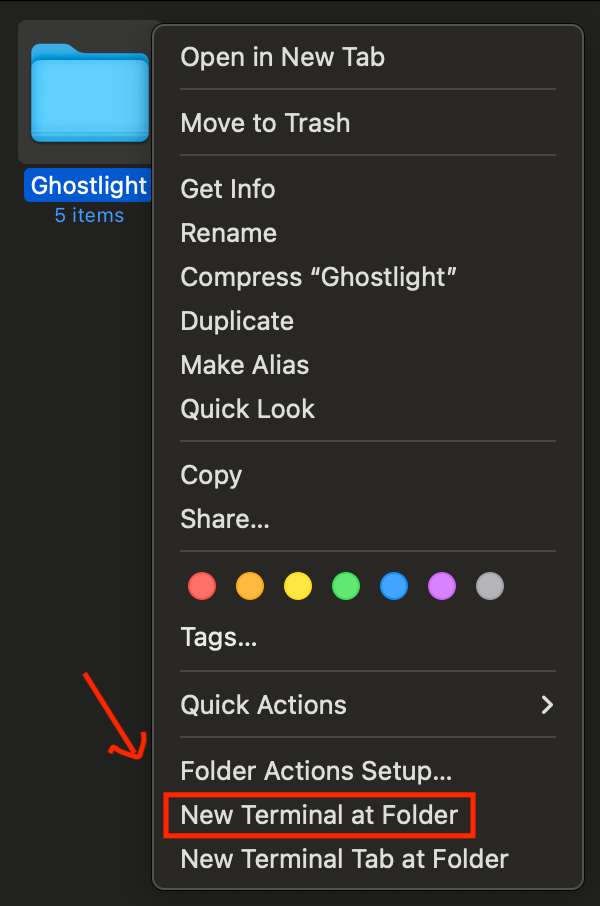 Open in New Tab
Move to Trash
Ghostlight
5 items
Get Info
Rename
Compress “Ghostlight”
Duplicate
Make Alias
Quick Look
Copy
Share...
Tags...
Quick Actions
Folder Actions Setup...
New Terminal at Folder
New Terminal Tab at Folder